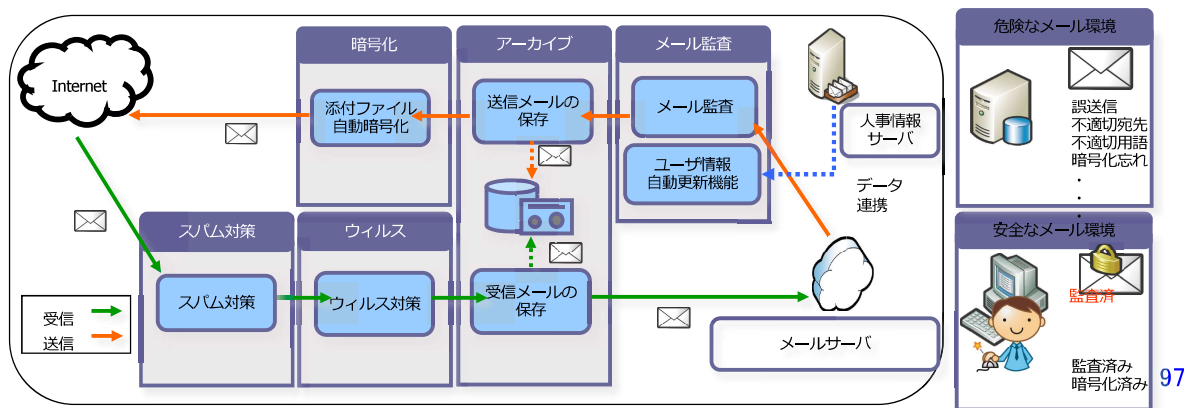 Internet
暗号化
添付ファイル
自動暗号化
アーカイブ
送信メールの
保存
メール監査
メール監査
ユーザ情報
自動更新機能
人事情報
サーバ
データ
連携
スパム対策
スパム対策
ウィルス
ウィルス対策
受信メールの
保存
メールサーバ
受信
送信
危険なメール環境
誤送信
不適切宛先
不適切用語
暗号化忘れ
・
・
・
安全なメール環境
監査済
監査済み
暗号化済み
97